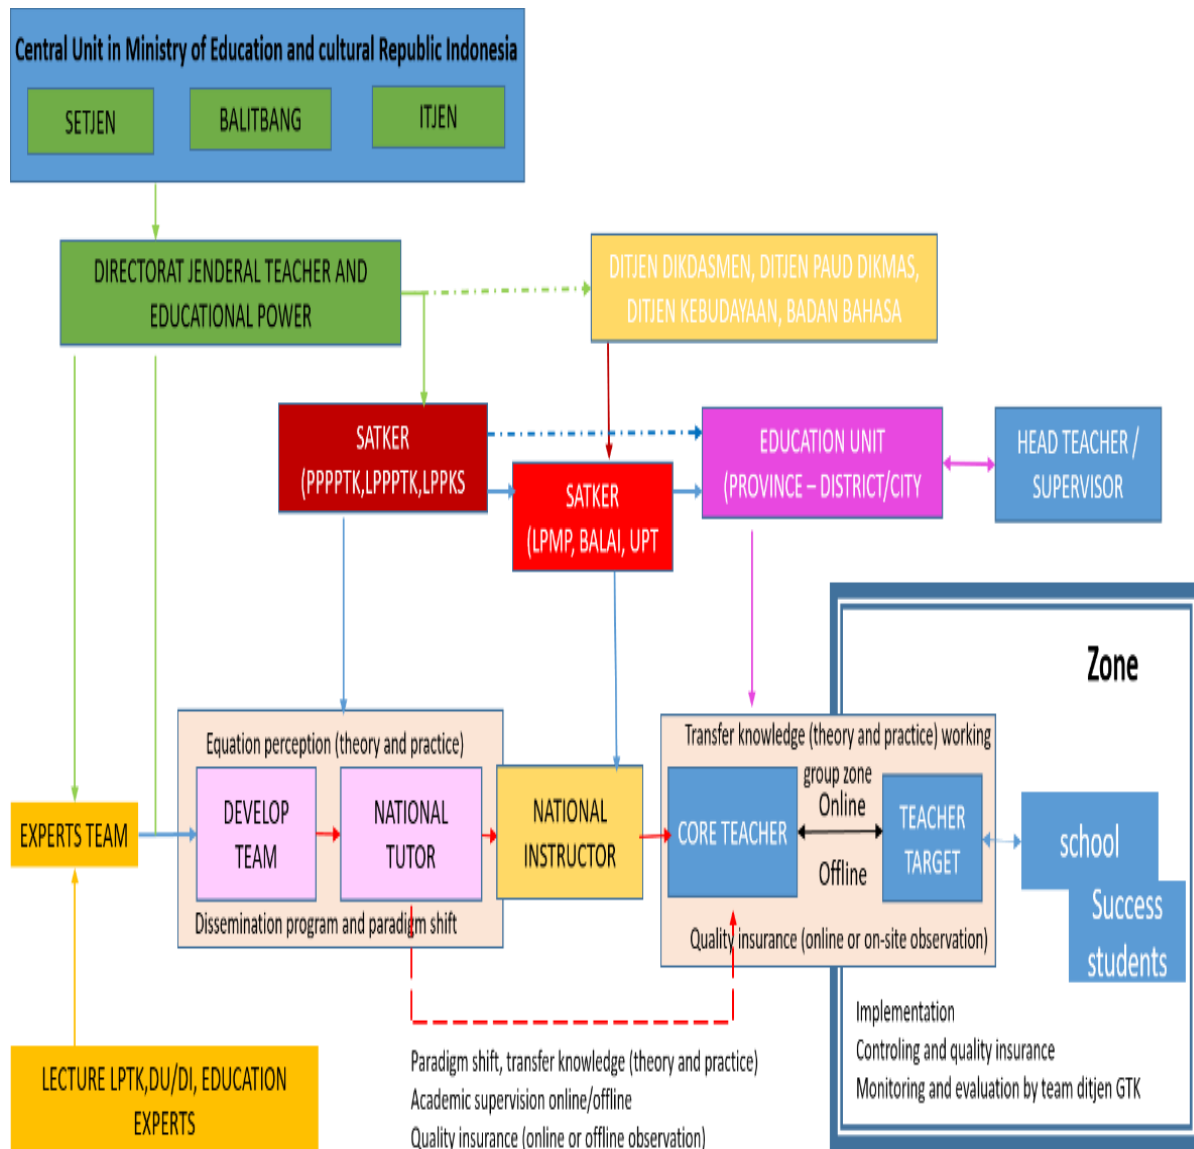 Central Unit in Ministry of Education and cultural Republic Indonesia
SETJEN
BALITBANG
ITJEN
DIRECTORAT JENDERAL TEACHER AND
EDUCATIONAL POWER
DITJEN DIKDASMEN, DITJEN PAUD DIKMAS,
DITJEN KEBUDAYAAN, BADAN BAHASA
SATKER
(PPPPTK,LPPPTK,LPPKS
SATKER
(LPMP, BALAI, UPT
EDUCATION UNIT
(PROVINCE – DISTRICT/CITY
HEAD TEACHER /
SUPERVISOR
Zone
Equation perception (theory and practice)
Transfer knowledge (theory and practice) working
group zone
EXPERTS TEAM
DEVELOP
TEAM
NATIONAL
TUTOR
NATIONAL
INSTRUCTOR
CORE TEACHER
Online
Offline
TEACHER
TARGET
school
Success
students
Dissemination program and paradigm shift
Quality insurance (online or on-site observation)
Implementation
Controling and quality insurance
Monitoring and evaluation by team ditjen GTK
LECTURE LPTK,DU/DI, EDUCATION
EXPERTS
Paradigm shift, transfer knowledge (theory and practice)
Academic supervision online/offline
Quality insurance (online or offline observation)